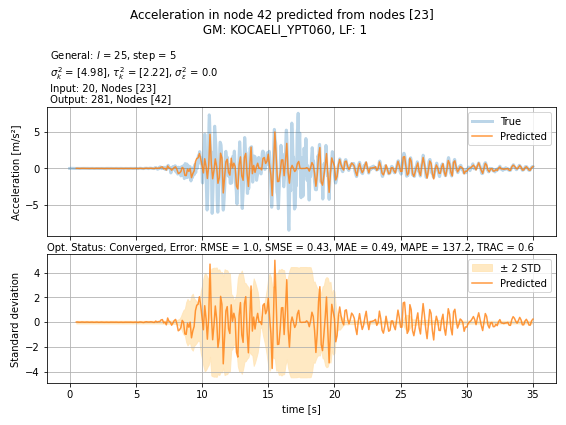 Acceleration in node 42 predicted from nodes [23]
GM: KOCAELI_YPT060, LF: 1
General: l = 25, step = 5
σ²ₖ = [4.98], τ²ₖ = [2.22], σ²ε = 0.0
Input: 20, Nodes [23]
Output: 281, Nodes [42]
Acceleration [m/s²]
5
0
−5
True
Predicted
Opt. Status: Converged, Error: RMSE = 1.0, SMSE = 0.43, MAE = 0.49, MAPE = 137.2, TRAC = 0.6
Standard deviation
4
2
0
−2
−4
± 2 STD
Predicted
0 5 10 15 20 25 30 35
time [s]